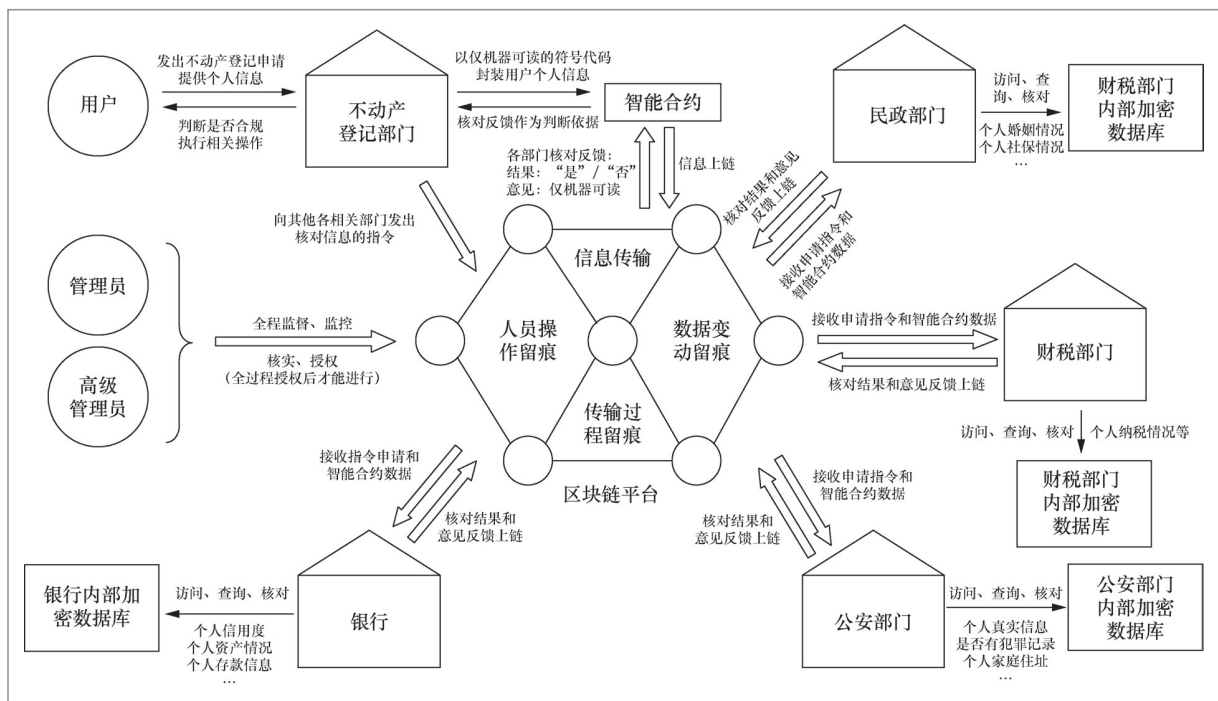 用户
发出不动产登记申请
提供个人信息
判断是否合规
执行相关操作
不动产
登记部门
以仅机器可读的符号代码
封装用户个人信息
核对反馈作为判断依据
智能合约
各部门核对反馈：
结果：“是”/“否”
意见：仅机器可读
信息上链
民政部门
访问、查
询、核对
个人婚姻情况
个人社保情况
…
财税部门
内部加密
数据库
核对结果和意见
反馈上链
接收申请指令和
智能合约数据
向其他各相关部门发出
核对信息的指令
管理员
高级
管理员
全程监督、监控
核实、授权
（全过程授权后才能进行）
信息传输
人员操
作留痕
数据变
动留痕
传输过
程留痕
区块链平台
接收申请指令和智能合约数据
核对结果和意见反馈上链
财税部门
访问、查询、核对
个人纳税情况等
财税部门
内部加密
数据库
接收指令申请和
智能合约数据
核对结果和
意见反馈上链
银行
访问、查询、核对
个人信用度
个人资产情况
个人存款信息
…
银行内部加
密数据库
接收申请指令和
智能合约数据
核对结果和
意见反馈上链
公安部门
访问、查询、核对
个人真实信息
是否有犯罪记录
个人家庭住址
…
公安部门
内部加密
数据库